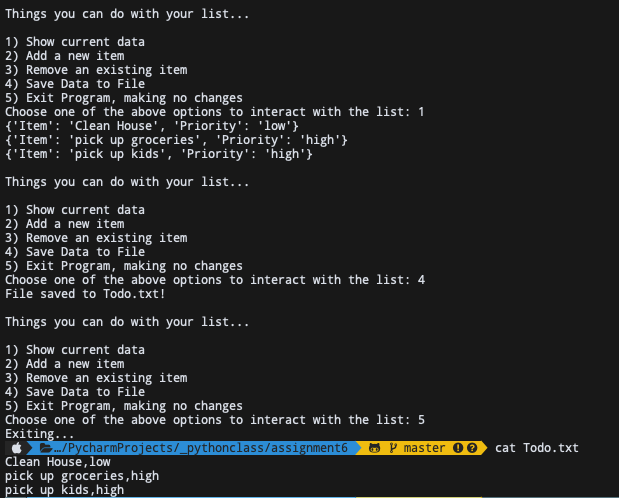 Things you can do with your list...
1) Show current data
2) Add a new item
3) Remove an existing item
4) Save Data to File
5) Exit Program, making no changes
Choose one of the above options to interact with the list: 1
{'Item': 'Clean House', 'Priority': 'low'}
{'Item': 'pick up groceries', 'Priority': 'high'}
{'Item': 'pick up kids', 'Priority': 'high'}
Things you can do with your list...
1) Show current data
2) Add a new item
3) Remove an existing item
4) Save Data to File
5) Exit Program, making no changes
Choose one of the above options to interact with the list: 4
File saved to Todo.txt!
Things you can do with your list...
1) Show current data
2) Add a new item
3) Remove an existing item
4) Save Data to File
5) Exit Program, making no changes
Choose one of the above options to interact with the list: 5
Exiting...
…/PycharmProjects/_pythonclass/assignment6 master cat Todo.txt
Clean House,low
pick up groceries,high
pick up kids,high